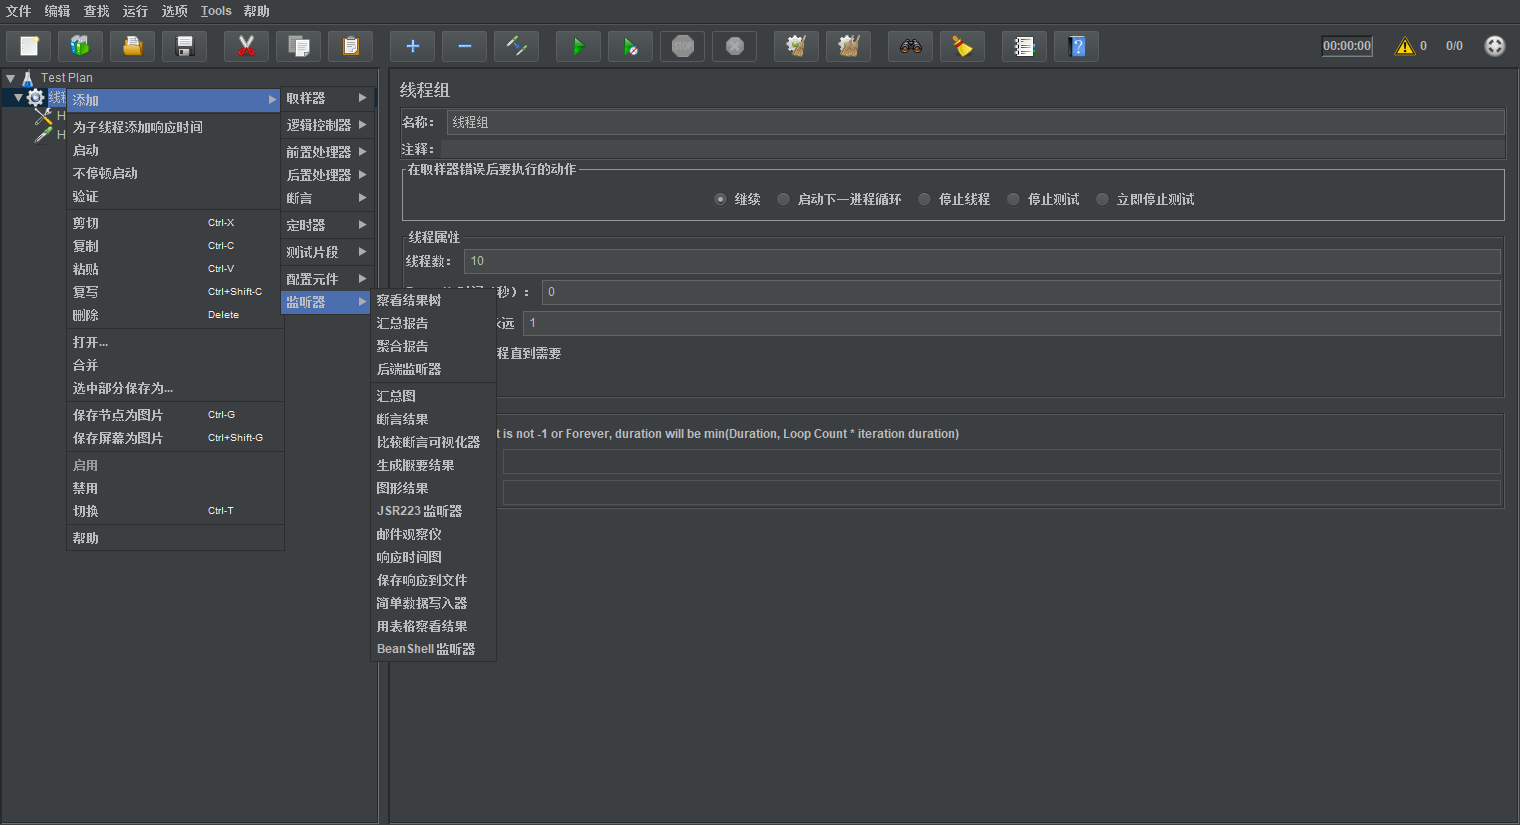 文件 编辑 查找 运行 选项 Tools 帮助
STOP
00:00:00
0
0/0
Test Plan
线程
H
H
添加
为子线程添加响应时间
启动
不停顿启动
验证
剪切 Ctrl-X
复制 Ctrl-C
粘贴 Ctrl-V
复写 Ctrl+Shift-C
删除 Delete
打开...
合并
选中部分保存为...
保存节点为图片 Ctrl-G
保存屏幕为图片 Ctrl+Shift-G
启用
禁用
切换 Ctrl-T
帮助
取样器
逻辑控制器
前置处理器
后置处理器
断言
定时器
测试片段
配置元件
监听器
察看结果树
汇总报告
聚合报告
后端监听器
汇总图
断言结果
比较断言可视化器
生成概要结果
图形结果
JSR223 监听器
邮件观察仪
响应时间图
保存响应到文件
简单数据写入器
用表格察看结果
BeanShell 监听器
线程组
名称： 线程组
注释：
在取样器错误后要执行的动作
继续 启动下一进程循环 停止线程 停止测试 立即停止测试
线程属性
线程数： 10
秒）： 0
远 1
程直到需要
t is not -1 or Forever, duration will be min(Duration, Loop Count * iteration duration)